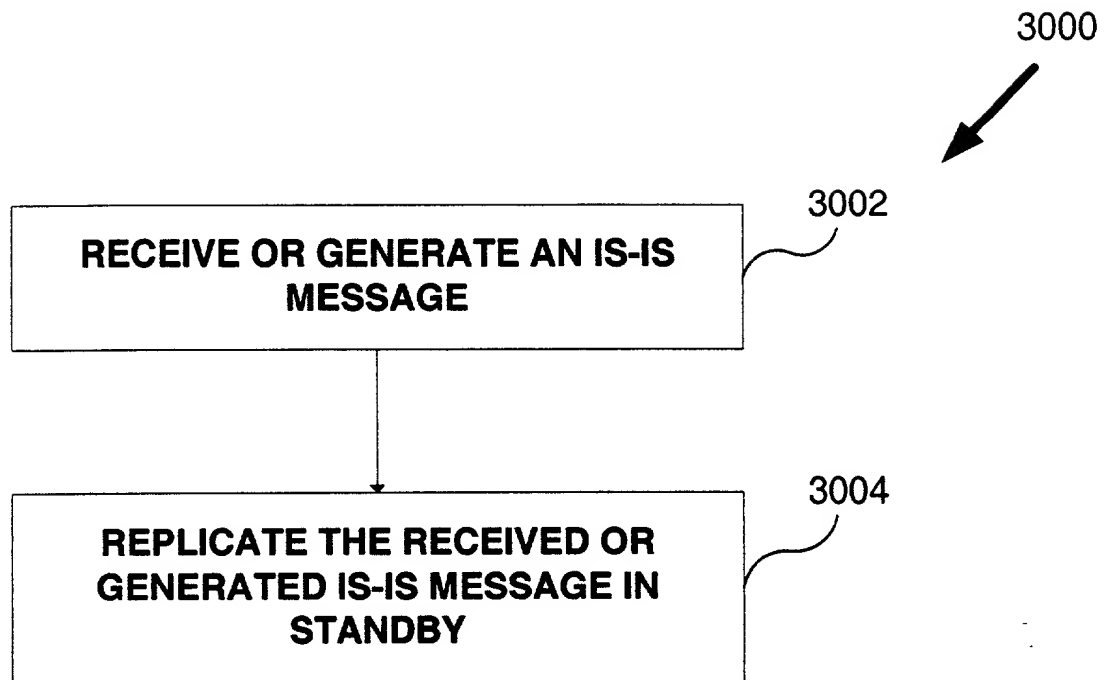 3000
3002
RECEIVE OR GENERATE AN IS-IS
MESSAGE
3004
REPLICATE THE RECEIVED OR
GENERATED IS-IS MESSAGE IN
STANDBY